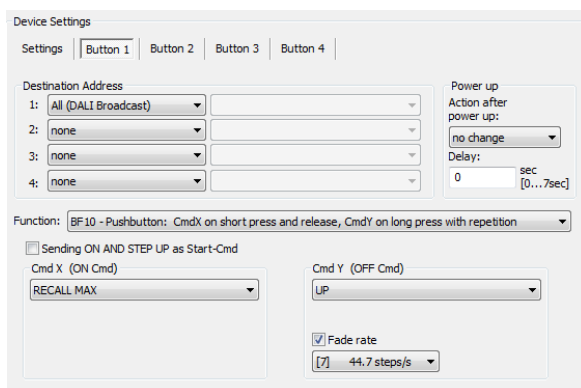 Device Settings
Settings Button 1 Button 2 Button 3 Button 4
Destination Address
1: All (DALI Broadcast)
2: none
3: none
4: none
Power up
Action after
power up:
no change
Delay:
0 sec
[0...7sec]
Function: BF10 - Pushbutton: CmdX on short press and release, CmdY on long press with repetition
Sending ON AND STEP UP as Start-Cmd
Cmd X (ON Cmd)
RECALL MAX
Cmd Y (OFF Cmd)
UP
Fade rate
[7] 44.7 steps/s